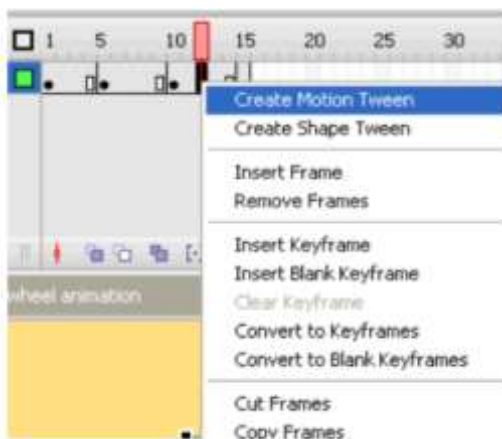 1 5 10 15 20 25 30
Create Motion Tween
Create Shape Tween
Insert Frame
Remove Frames
Insert Keyframe
Insert Blank Keyframe
wheel animation
Clear Keyframe
Convert to Keyframes
Convert to Blank Keyframes
Cut Frames
Copy Frames